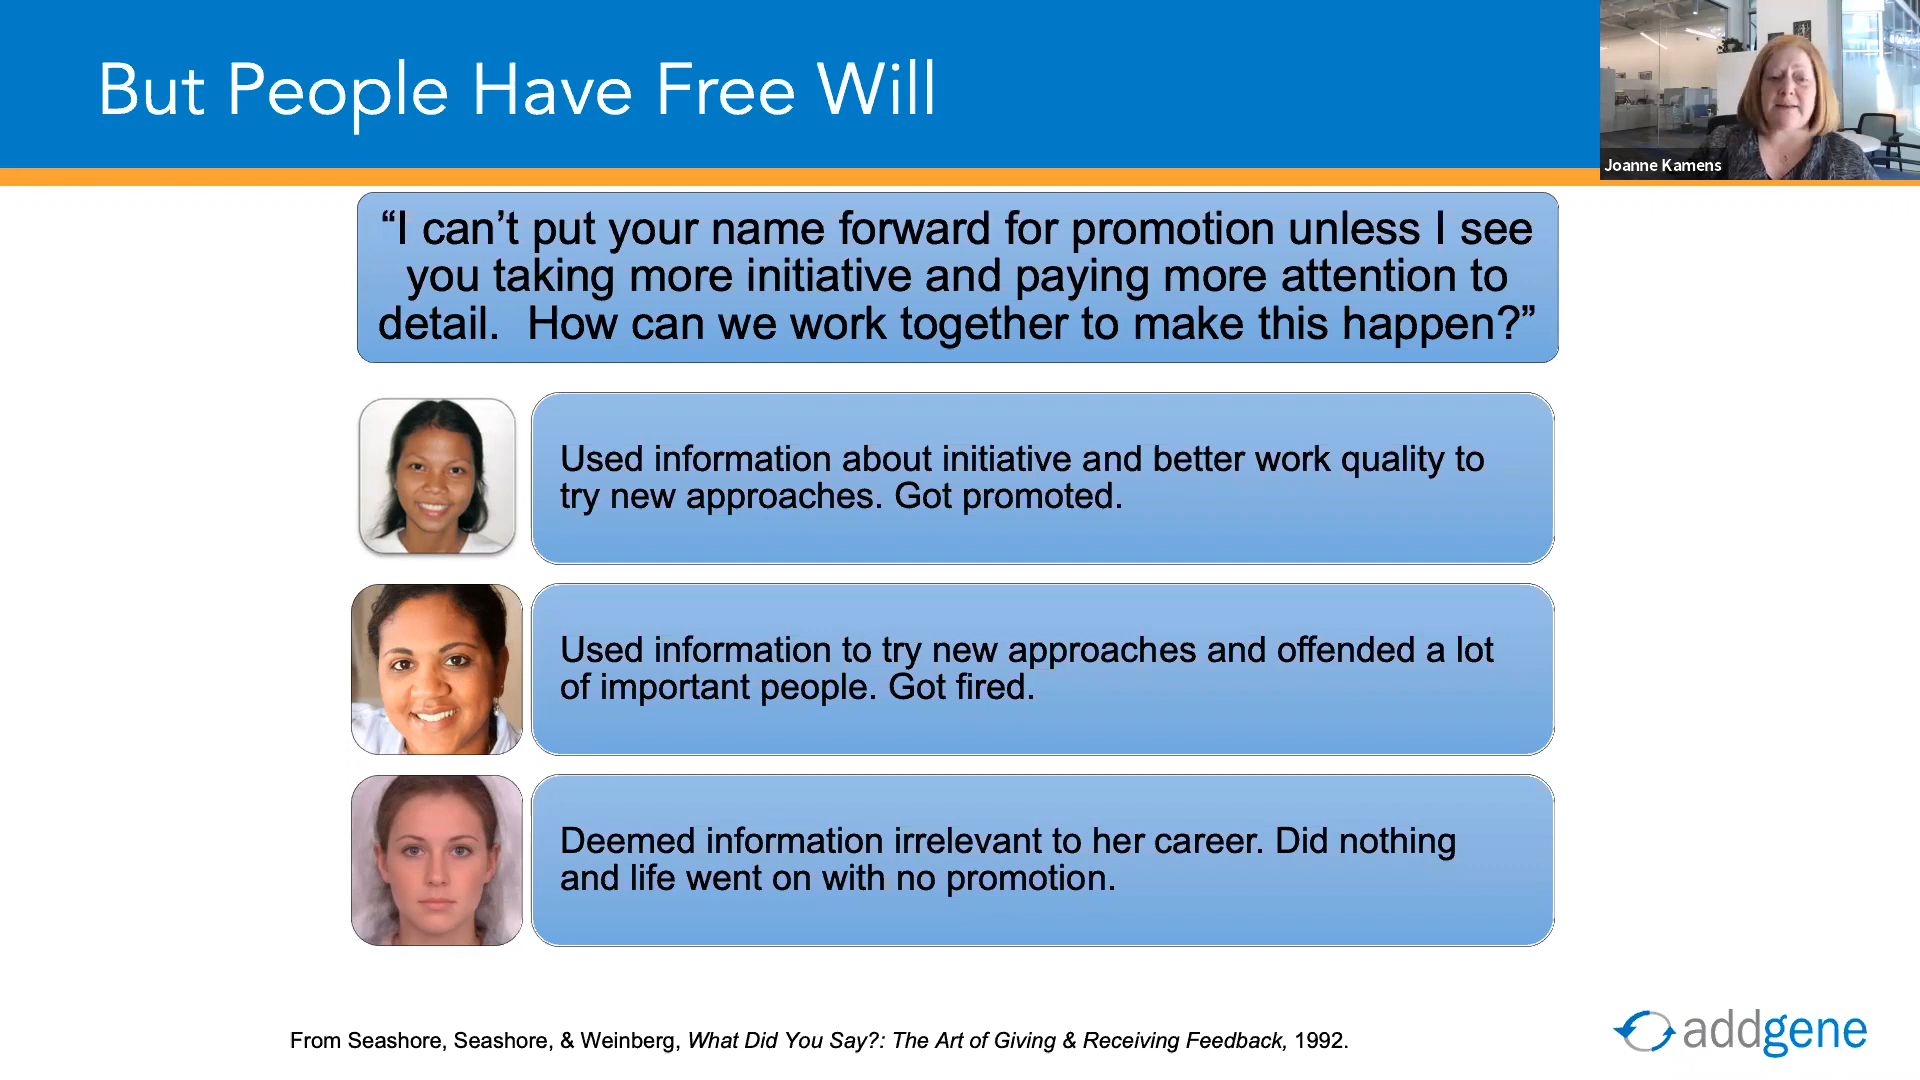 But People Have Free Will
Joanne Kamens
“I can’t put your name forward for promotion unless I see
you taking more initiative and paying more attention to
detail.  How can we work together to make this happen?”
Used information about initiative and better work quality to
try new approaches. Got promoted.
Used information to try new approaches and offended a lot
of important people. Got fired.
Deemed information irrelevant to her career. Did nothing
and life went on with no promotion.
From Seashore, Seashore, & Weinberg, What Did You Say?: The Art of Giving & Receiving Feedback, 1992.
addgene